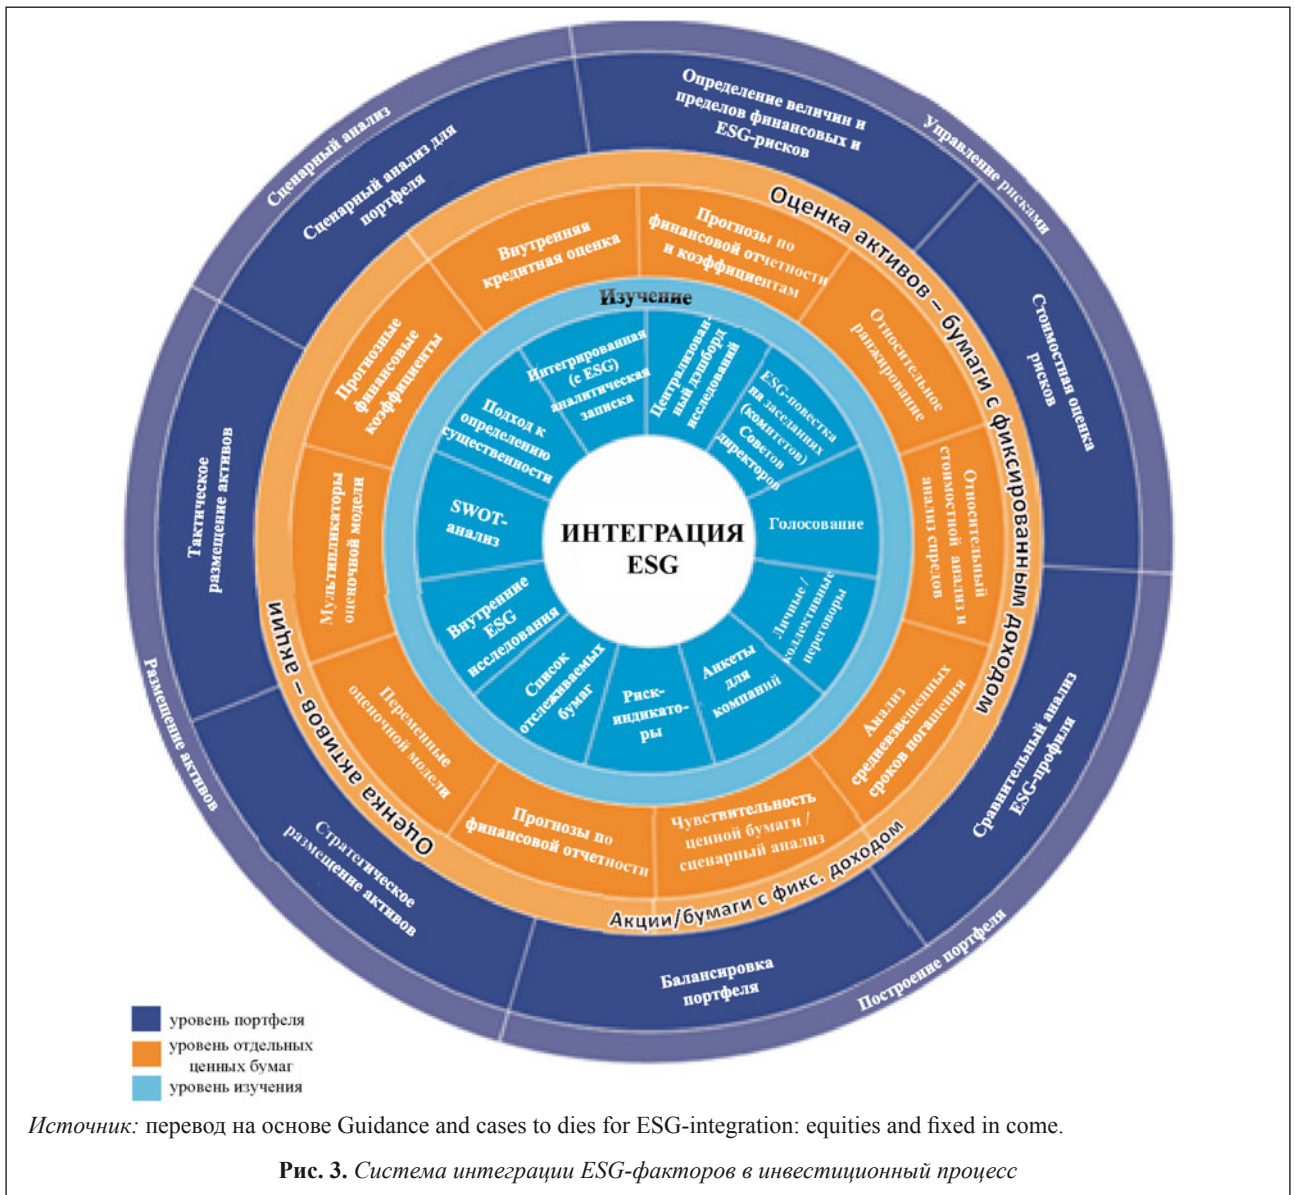 Сценарный анализ
Управление рисками
Построение портфеля
Размещение активов
Сценарный анализ для
портфеля
Определение величин и
пределов финансовых и
ESG-рисков
Стоимостная оценка
рисков
Сравнительный анализ
ESG-профиля
Балансировка
портфеля
Стратегическое
размещение активов
Тактическое
размещение активов
Оценка активов – бумаги с фиксированным доходом
Акции/бумаги с фикс. доходом
Оценка активов – акции
Внутренняя
кредитная оценка
Прогнозы по
финансовой отчетности
и коэффициентам
Относительное
ранжирование
Относительный
стоимостной анализ и
анализ спредов
Анализ
средневзвешенных
сроков погашения
Чувствительность
ценной бумаги /
сценарный анализ
Прогнозы по
финансовой отчетности
Переменные
оценочной модели
Мультипликаторы
оценочной модели
Прогнозные
финансовые
коэффициенты
Изучение
Интегрированная
(с ESG)
аналитическая
записка
Централизован-
ный дэшборд
исследований
ESG-повестка
на заседаниях
(комитетов)
Советов
директоров
Голосование
Личные /
коллективные
переговоры
Анкеты
для
компаний
Риск-
индикато-
ры
Список
отслеживаемых
бумаг
Внутренние
ESG
исследования
SWOT-
анализ
Подход к
определению
существенности
ИНТЕГРАЦИЯ
ESG
уровень портфеля
уровень отдельных
ценных бумаг
уровень изучения
Источник: перевод на основе Guidance and cases to dies for ESG-integration: equities and fixed in come.
Рис. 3. Система интеграции ESG-факторов в инвестиционный процесс